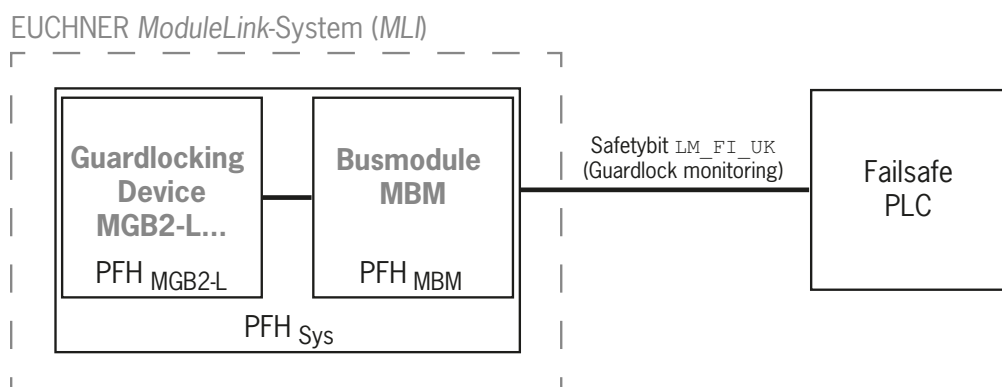 EUCHNER ModuleLink-System (MLI)
Guardlocking
Device
MGB2-L...
PFH MGB2-L
Busmodule
MBM
PFH MBM
PFH Sys
Safetybit LM_FI_UK
(Guardlock monitoring)
Failsafe
PLC